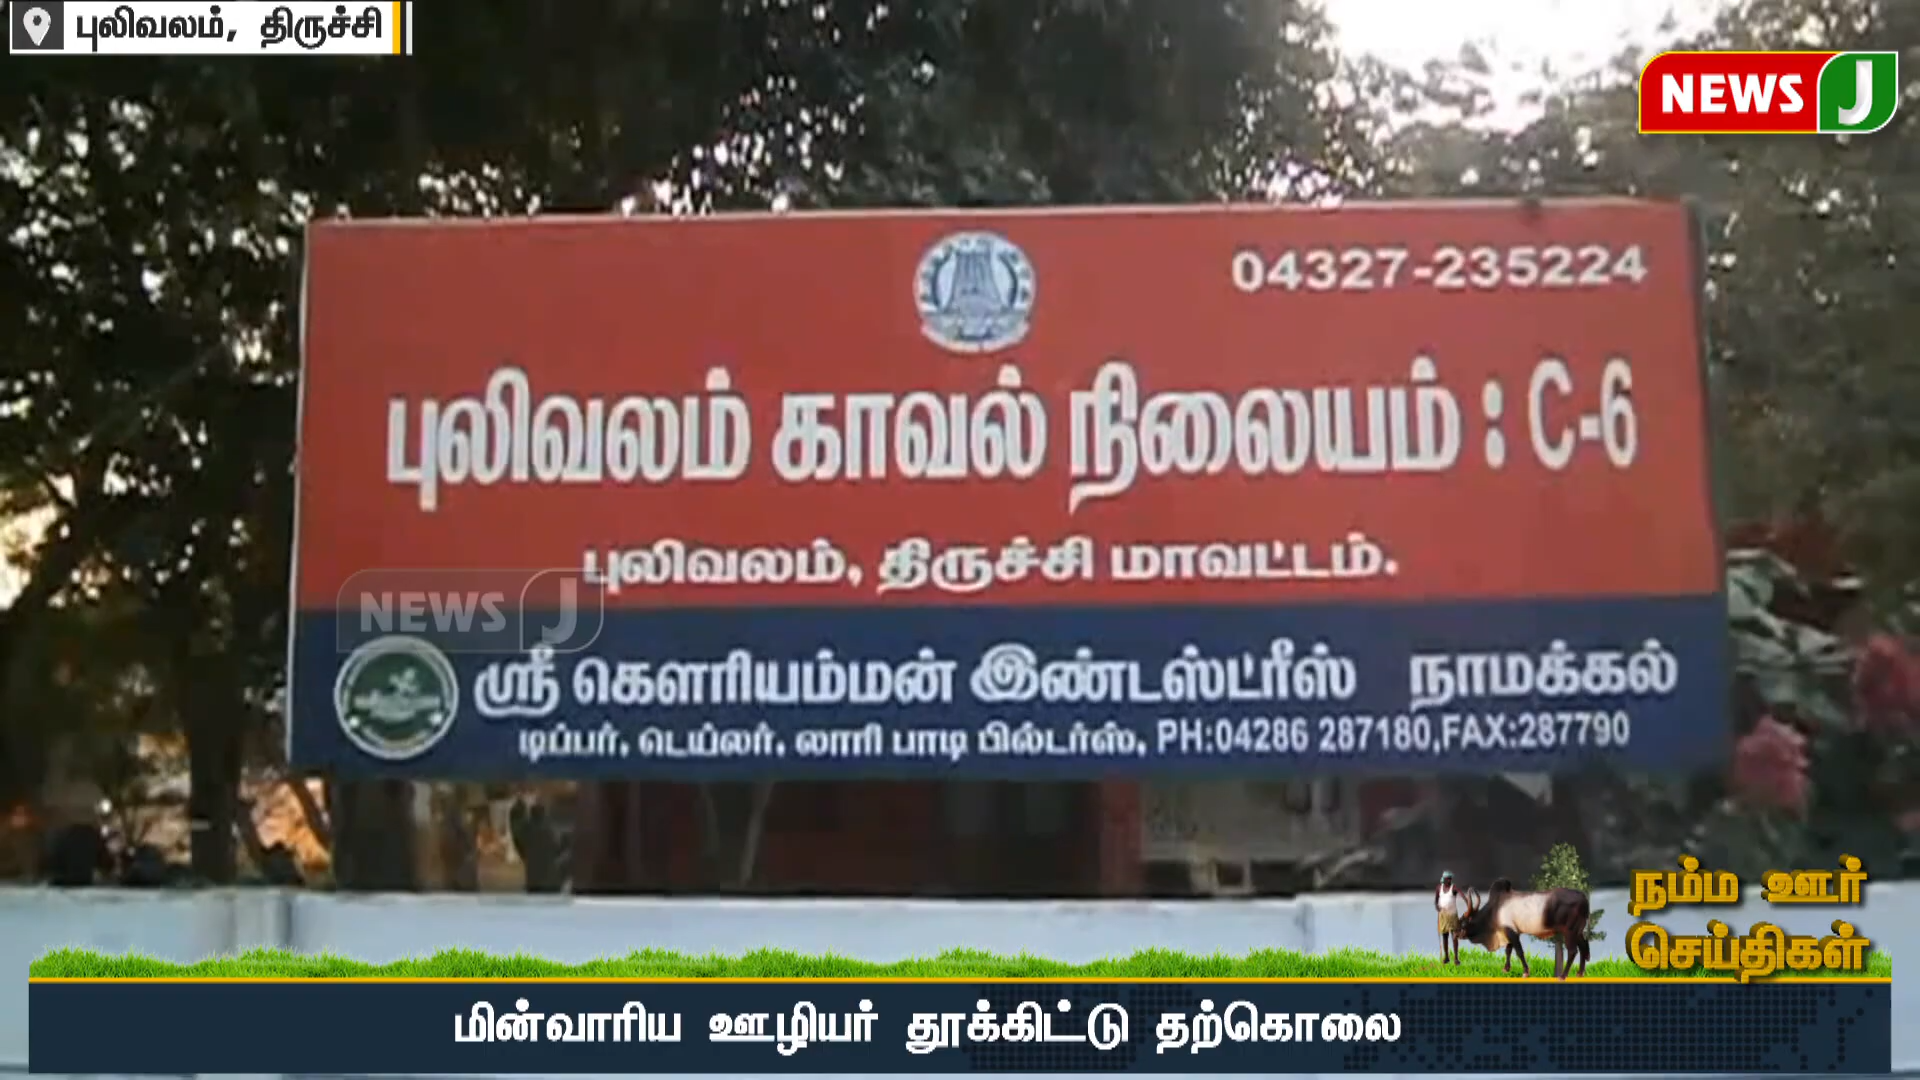 புலிவலம், திருச்சி
NEWS J
04327-235224
புலிவலம் காவல் நிலையம் : C-6
புலிவலம், திருச்சி மாவட்டம்.
NEWS J
ஸ்ரீ கௌரியம்மன் இண்டஸ்ட்ரீஸ் நாமக்கல்
டிப்பர், டெய்லர், லாரி பாடி பில்டர்ஸ், PH:04286 287180,FAX:287790
நம்ம ஊர்
செய்திகள்
மின்வாரிய ஊழியர் தூக்கிட்டு தற்கொலை